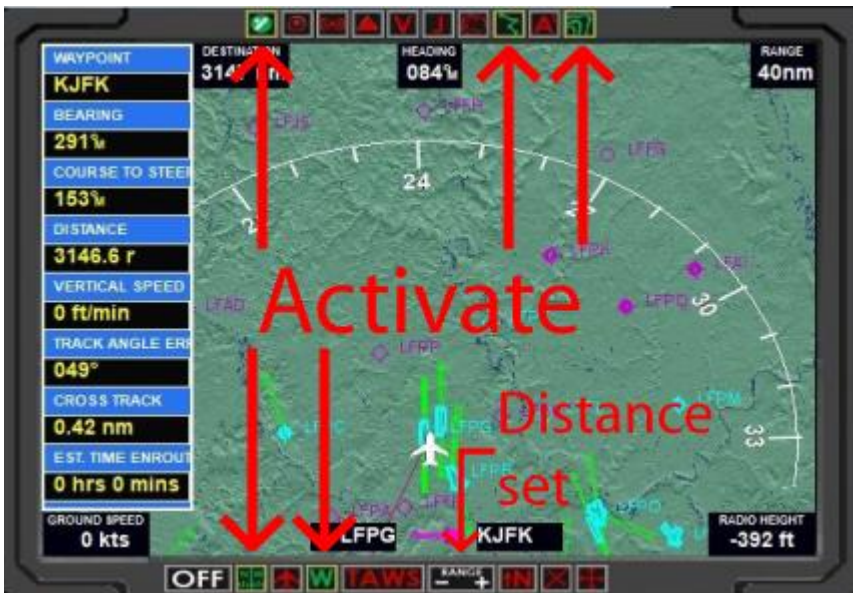 V J A
WAYPOINT
KJFK
BEARING
291°M
COURSE TO STEE
153°M
DISTANCE
3146.6 r
VERTICAL SPEED
0 ft/min
TRACK ANGLE ERR
049°
CROSS TRACK
0.42 nm
EST. TIME ENROUT
0 hrs 0 mins
GROUND SPEED
0 kts
DESTINATION
HEADING
084°M
RANGE
40nm
24
30
33
LFPG
LFPQ
LFPM
LFPO
Activate
Distance
set
LFPG KJFK
RADIO HEIGHT
-392 ft
OFF W TAWS - RANGE + N